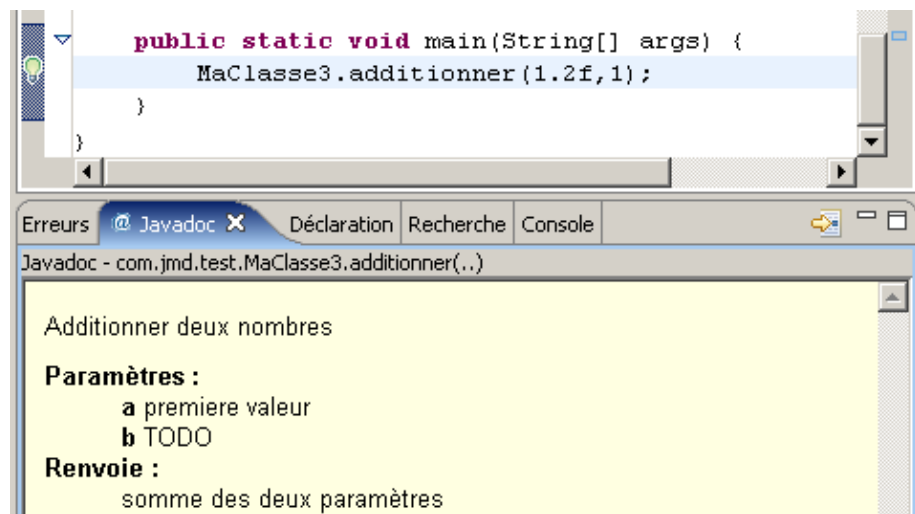 public static void main(String[] args) {
MaClasse3.additionner(1.2f,1);
}
}
Erreurs @ Javadoc Déclaration Recherche Console
Javadoc - com.jmd.test.MaClasse3.additionner(..)
Additionner deux nombres
Paramètres :
a premiere valeur
b TODO
Renvoie :
somme des deux paramètres